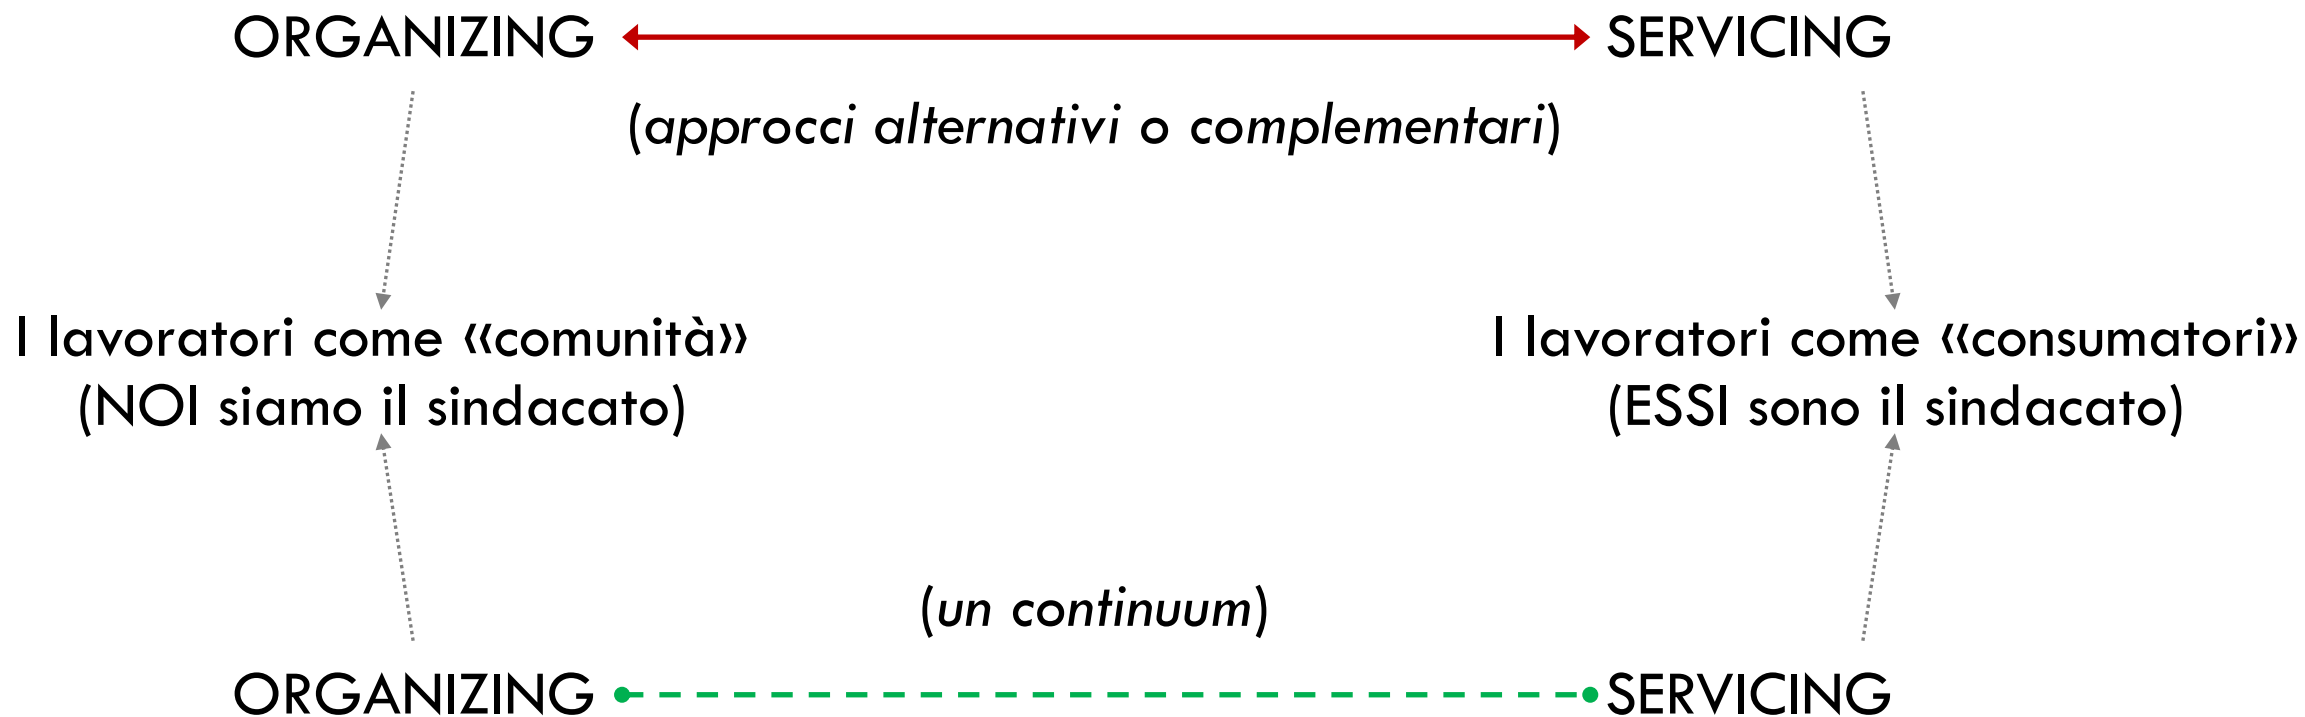 ORGANIZING
SERVICING
(approcci alternativi o complementari)
I lavoratori come «comunità»
(NOI siamo il sindacato)
I lavoratori come «consumatori»
(ESSI sono il sindacato)
(un continuum)
ORGANIZING
SERVICING